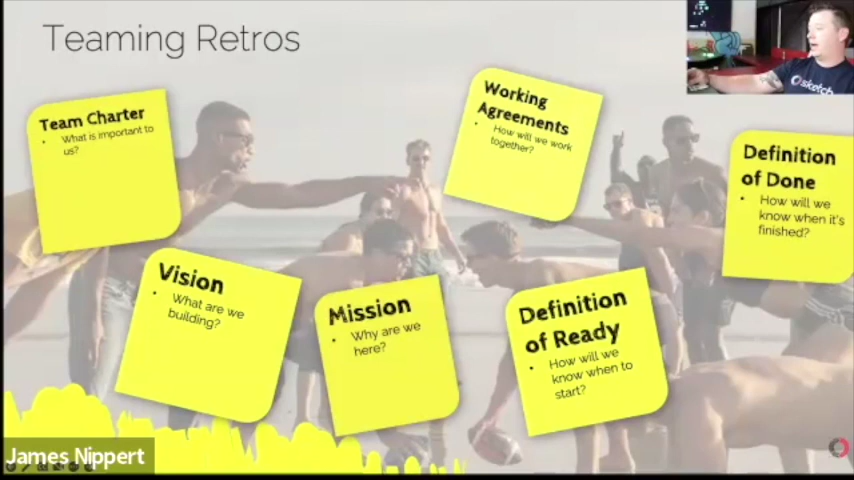 Teaming Retros
Team Charter
• What is important to
us?
Working
Agreements
• How will we work
together?
Definition
of Done
• How will we
know when it's
finished?
Vision
• What are we
building?
Mission
• Why are we
here?
Definition
of Ready
• How will we
know when to
start?
sketch
James Nippert